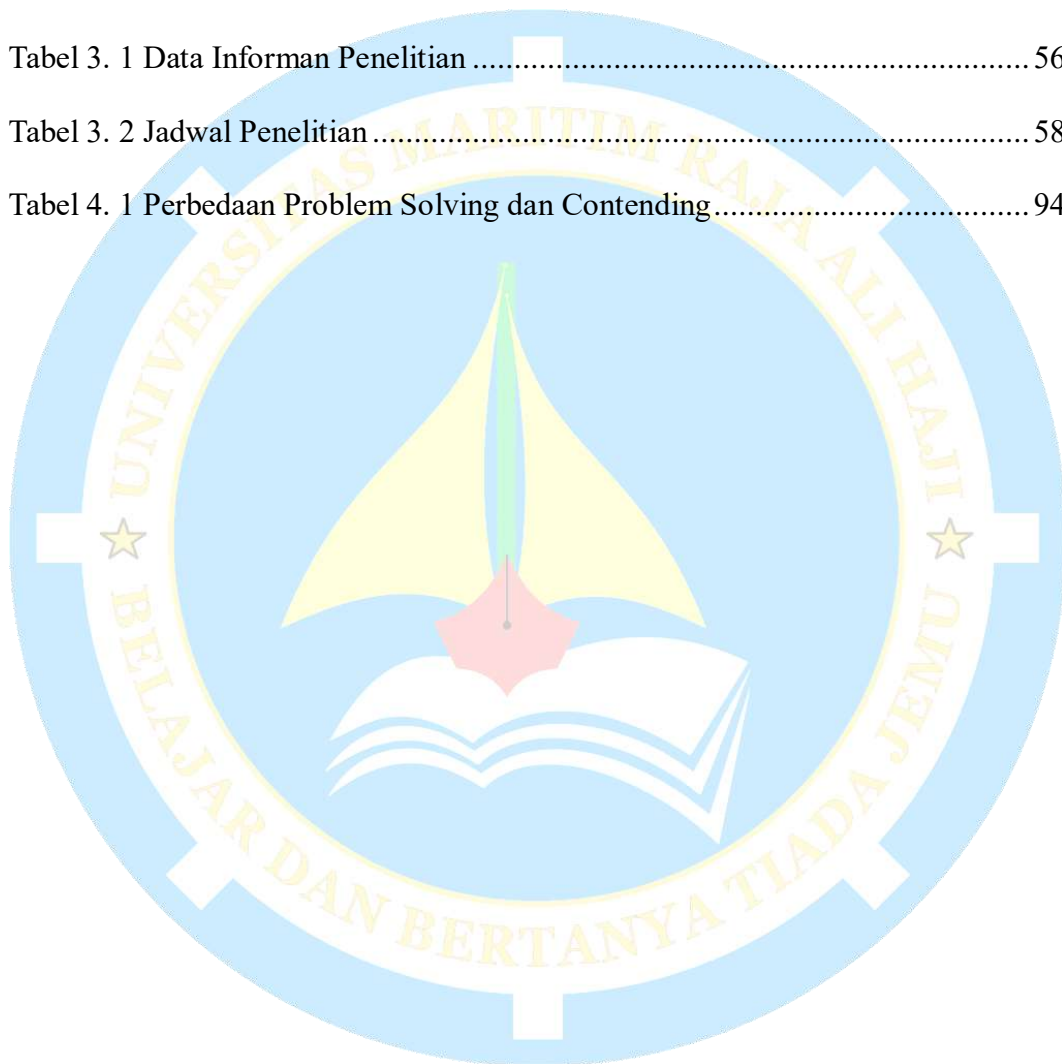 Tabel 3. 1 Data Informan Penelitian ..................................................................... 56
Tabel 3. 2 Jadwal Penelitian ................................................................................. 58
Tabel 4. 1 Perbedaan Problem Solving dan Contending....................................... 94
UNIVERSITAS MARITIM RAJA ALI HAJI
BELAJAR DAN BERTANYA TIADA JEMU